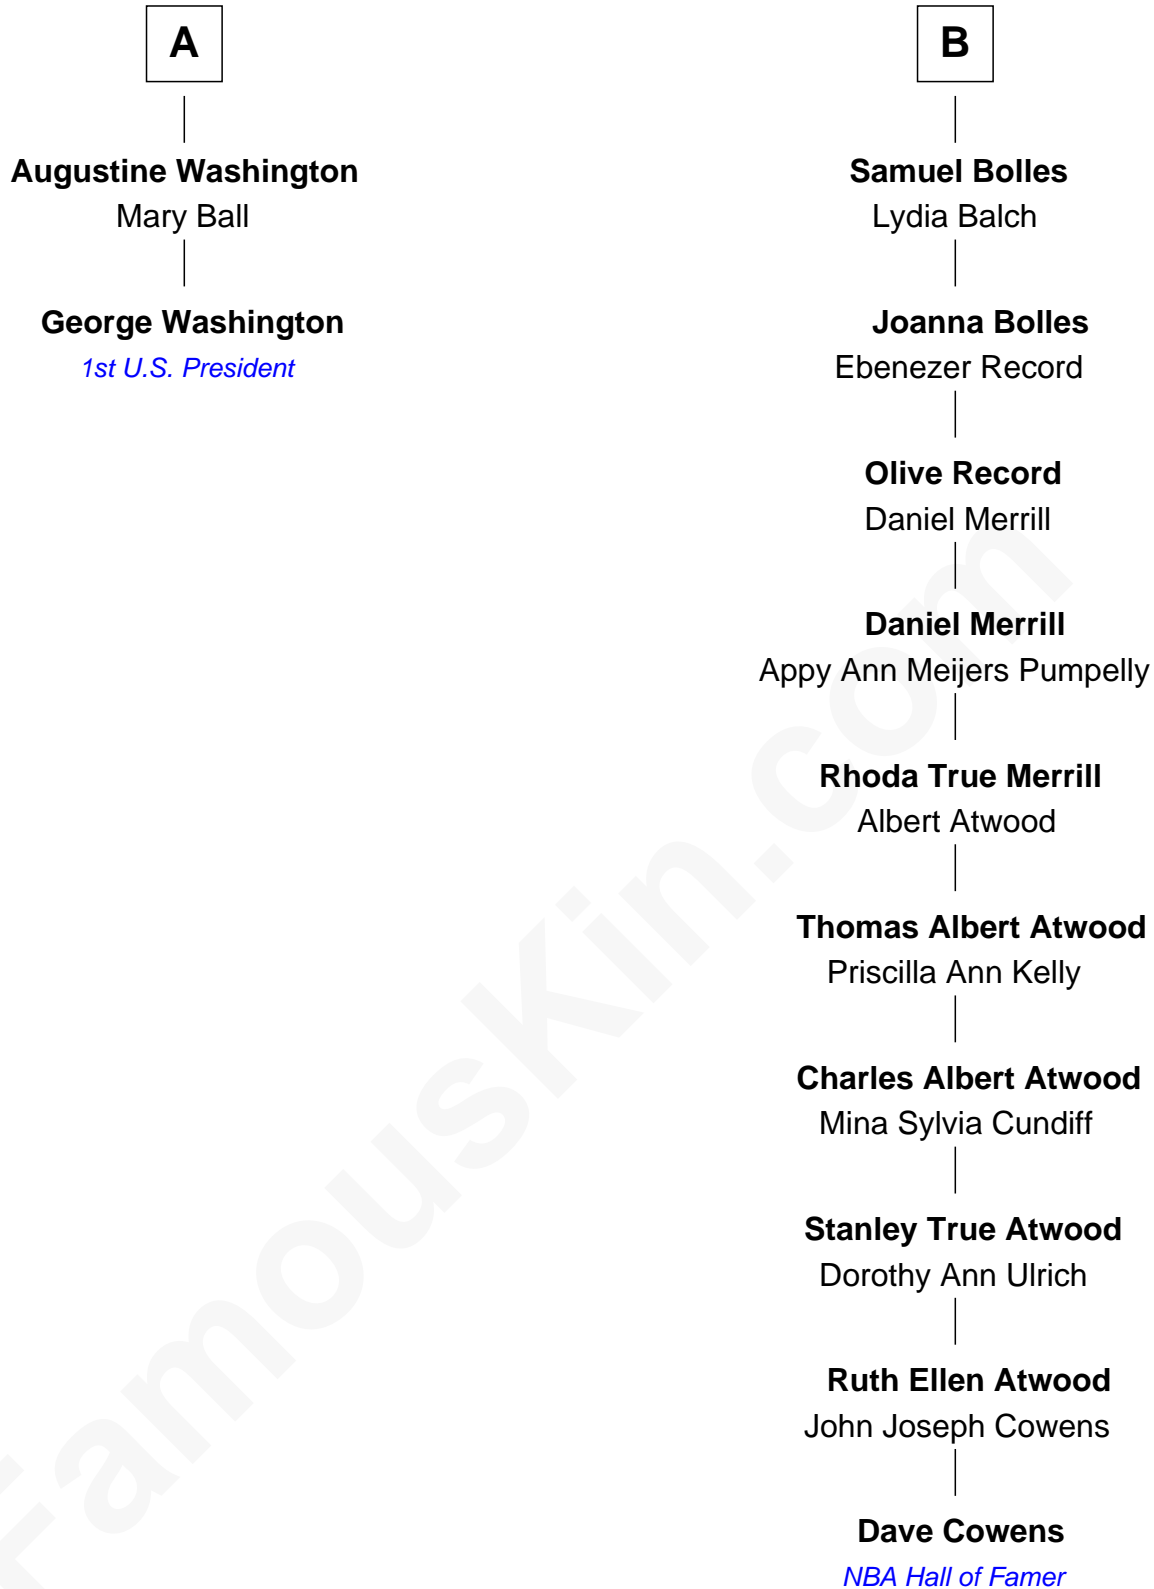 A
Augustine Washington
Mary Ball
George Washington
1st U.S. President
B
Samuel Bolles
Lydia Balch
Joanna Bolles
Ebenezer Record
Olive Record
Daniel Merrill
Daniel Merrill
Appy Ann Meijers Pumpelly
Rhoda True Merrill
Albert Atwood
Thomas Albert Atwood
Priscilla Ann Kelly
Charles Albert Atwood
Mina Sylvia Cundiff
Stanley True Atwood
Dorothy Ann Ulrich
Ruth Ellen Atwood
John Joseph Cowens
Dave Cowens
NBA Hall of Famer
FamousKin.com